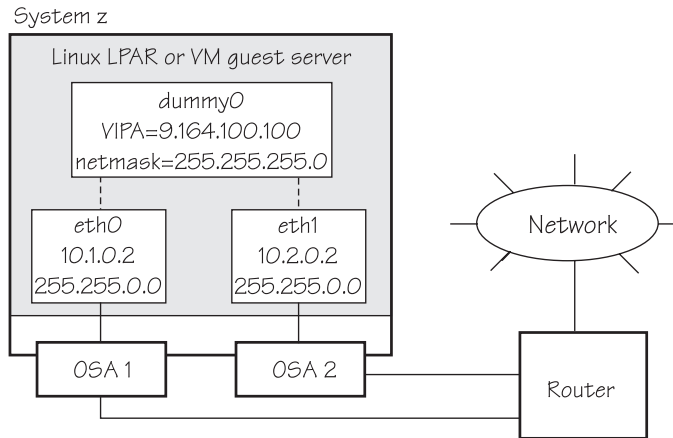 System z
Linux LPAR or VM guest server
dummy0
VIPA=9.164.100.100
netmask=255.255.255.0
eth0
10.1.0.2
255.255.0.0
eth1
10.2.0.2
255.255.0.0
Network
OSA 1
OSA 2
Router